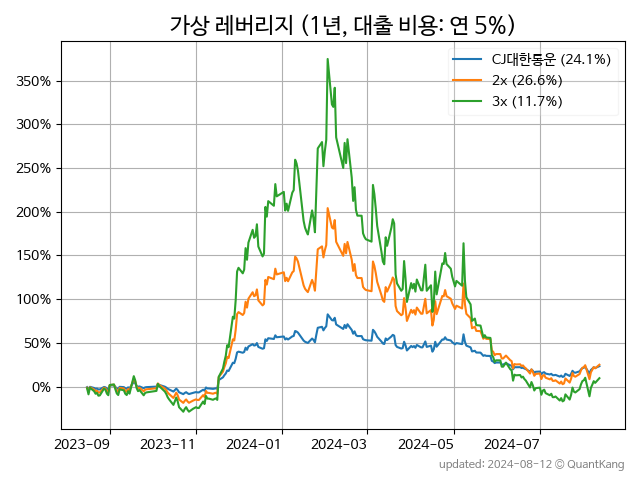 가상 레버리지 (1년, 대출 비용: 연 5%)
CJ대한통운 (24.1%)
2x (26.6%)
3x (11.7%)
350%
300%
250%
200%
150%
100%
50%
0%
2023-09 2023-11 2024-01 2024-03 2024-05 2024-07
updated: 2024-08-12 © QuantKang